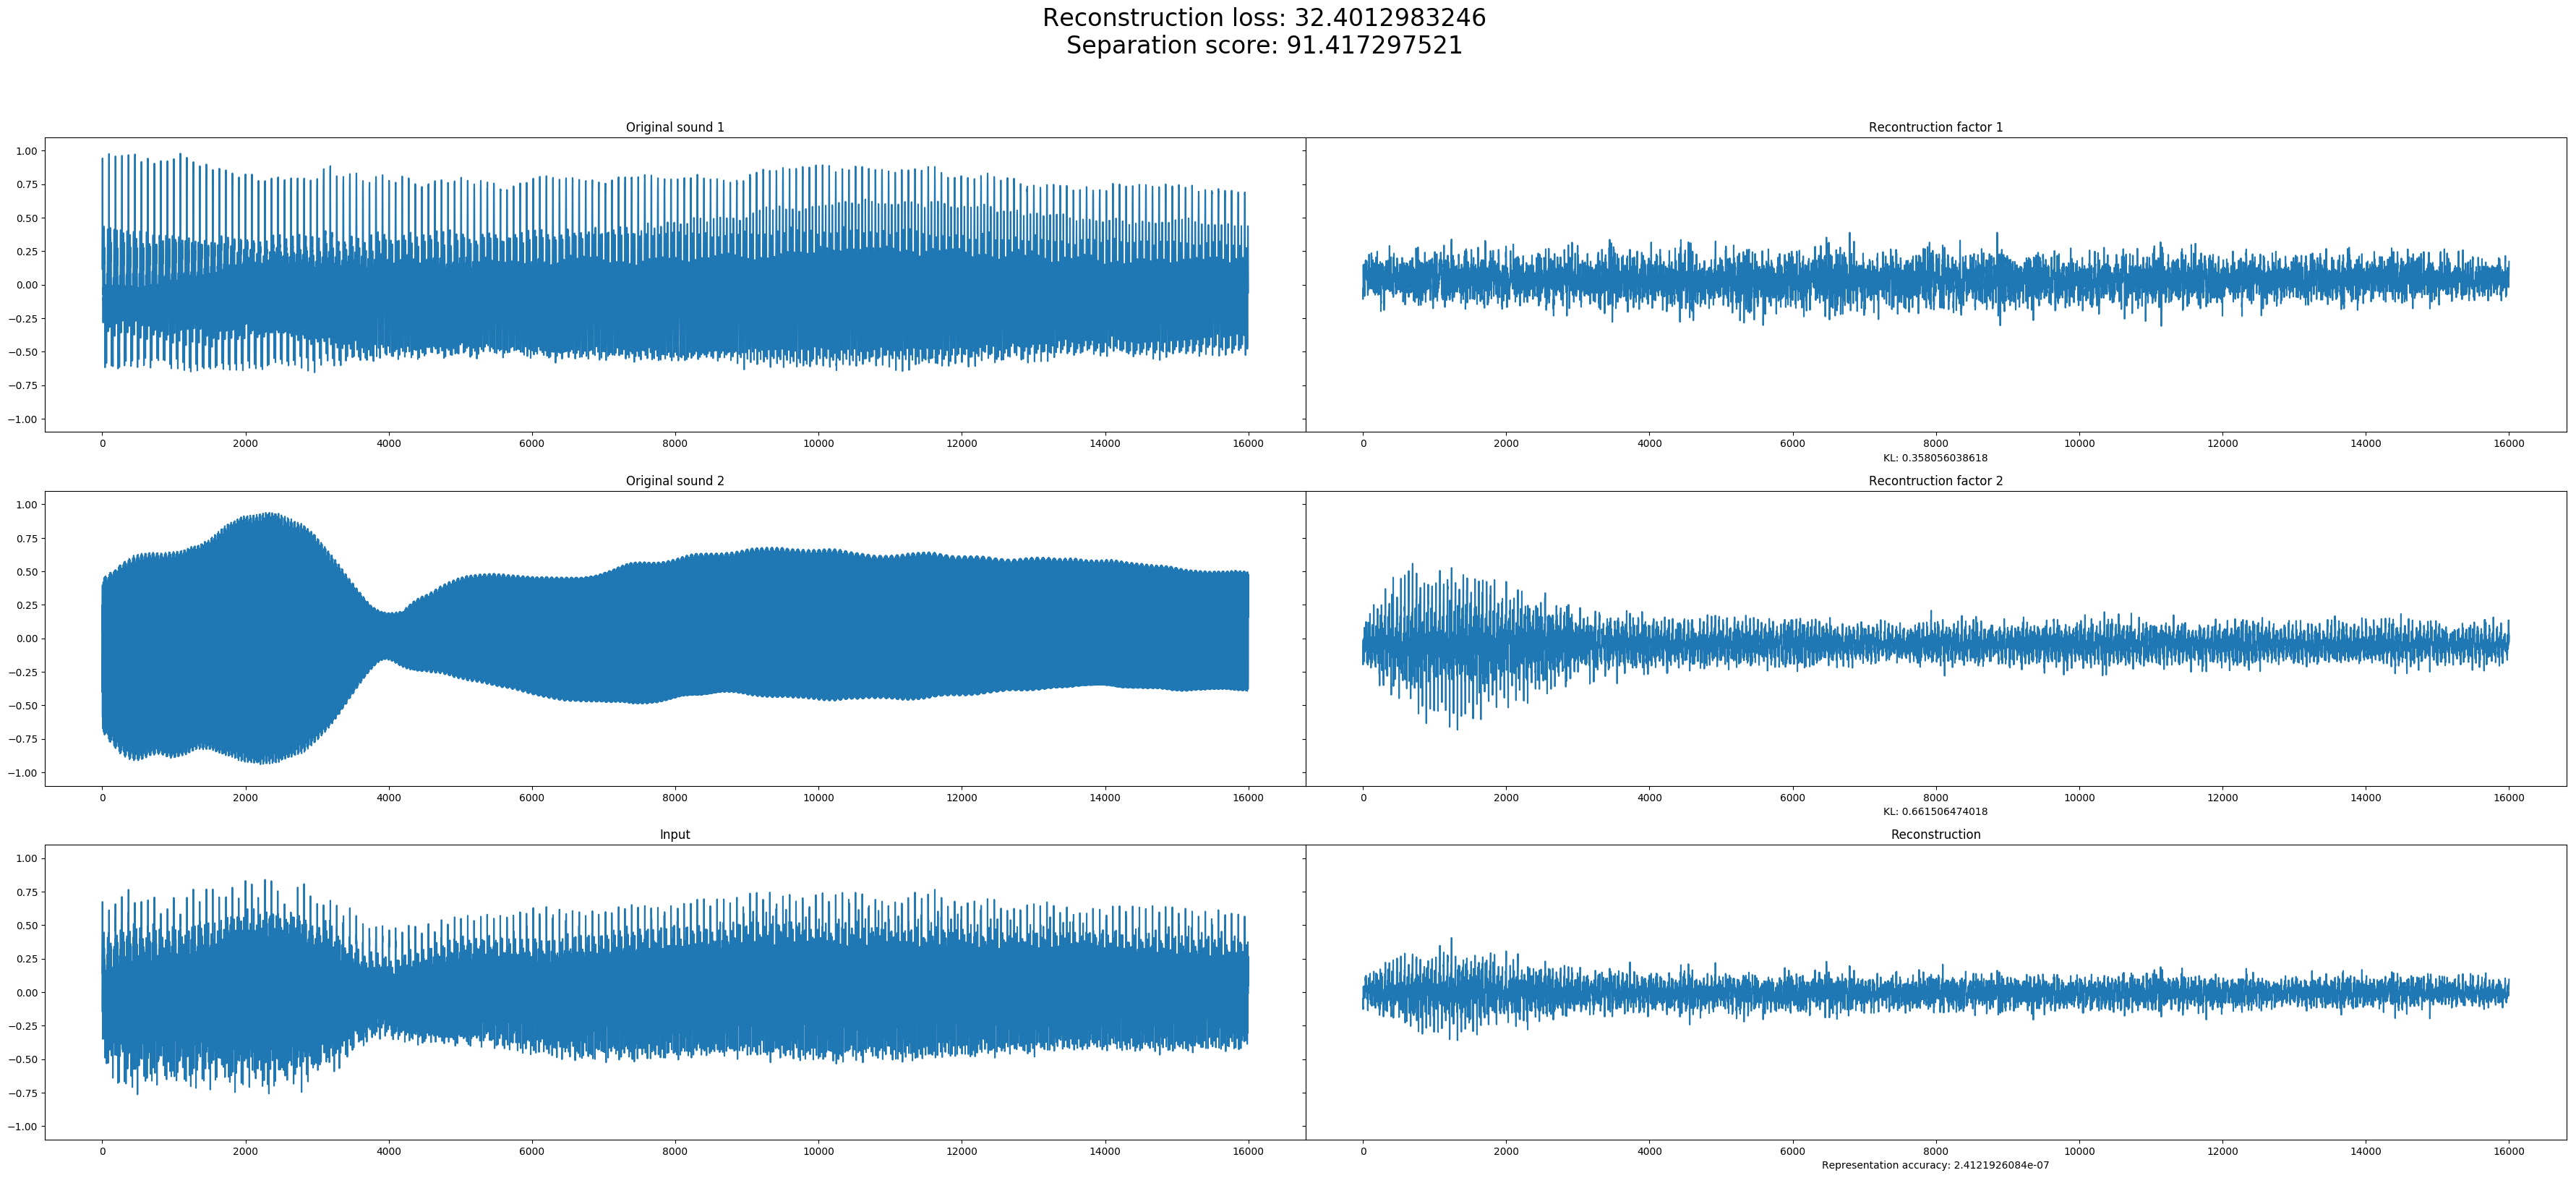 Reconstruction loss: 32.4012983246
Separation score: 91.417297521
Original sound 1
1.00
0.75
0.50
0.25
0.00
−0.25
−0.50
−0.75
−1.00
0 2000 4000 6000 8000 10000 12000 14000 16000
Recontruction factor 1
0 2000 4000 6000 8000 10000 12000 14000 16000
KL: 0.358056038618
Original sound 2
1.00
0.75
0.50
0.25
0.00
−0.25
−0.50
−0.75
−1.00
0 2000 4000 6000 8000 10000 12000 14000 16000
Recontruction factor 2
0 2000 4000 6000 8000 10000 12000 14000 16000
KL: 0.661506474018
Input
1.00
0.75
0.50
0.25
0.00
−0.25
−0.50
−0.75
−1.00
0 2000 4000 6000 8000 10000 12000 14000 16000
Reconstruction
0 2000 4000 6000 8000 10000 12000 14000 16000
Representation accuracy: 2.4121926084e-07